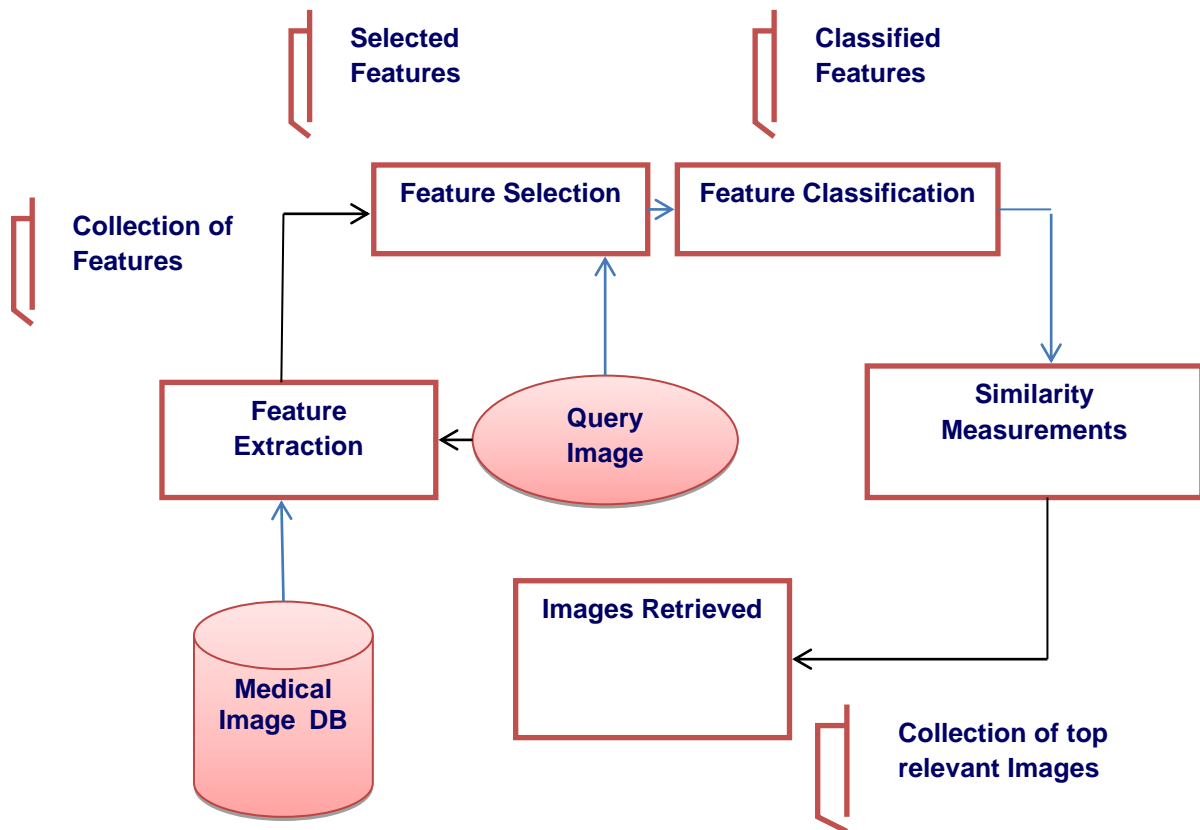 Selected
Features
Classified
Features
Collection of
Features
Feature Selection
Feature Classification
Feature
Extraction
Query
Image
Similarity
Measurements
Medical
Image DB
Images Retrieved
Collection of top
relevant Images